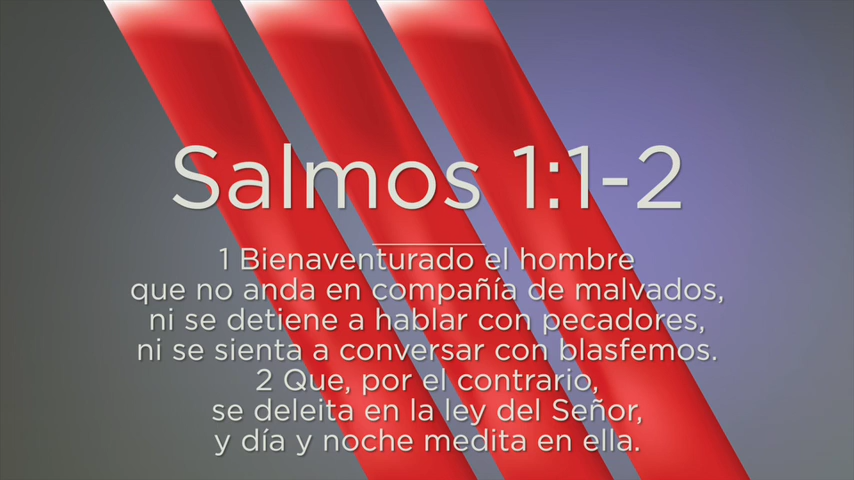 Salmos 1:1-2
1 Bienaventurado el hombre
que no anda en compañía de malvados,
ni se detiene a hablar con pecadores,
ni se sienta a conversar con blasfemos.
2 Que, por el contrario,
se deleita en la ley del Señor,
y día y noche medita en ella.